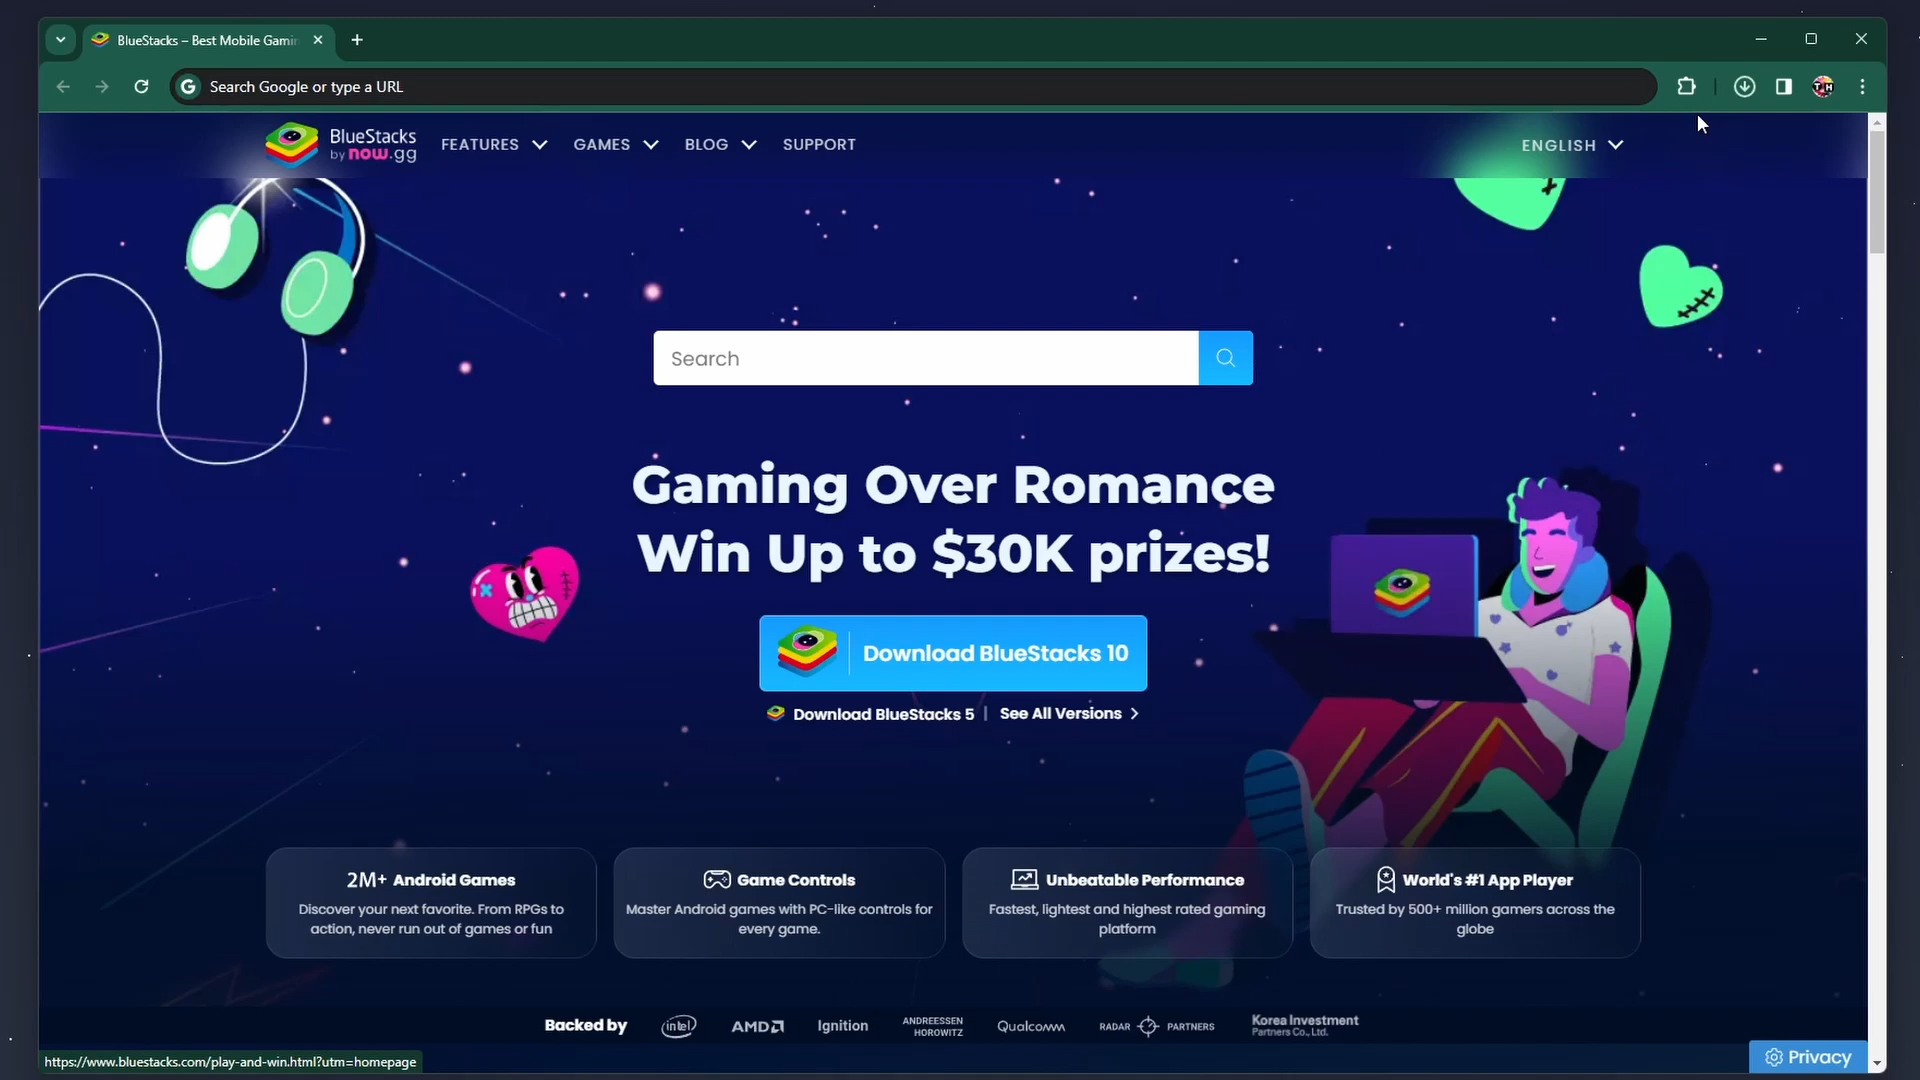 BlueStacks – Best Mobile Gamin
Search Google or type a URL
BlueStacks
by now.gg
FEATURES
GAMES
BLOG
SUPPORT
ENGLISH
Search
Gaming Over Romance
Win Up to $30K prizes!
Download BlueStacks 10
Download BlueStacks 5 | See All Versions
2M+ Android Games
Discover your next favorite. From RPGs to
action, never run out of games or fun
Game Controls
Master Android games with PC-like controls for
every game.
Unbeatable Performance
Fastest, lightest and highest rated gaming
platform
World's #1 App Player
Trusted by 500+ million gamers across the
globe
Backed by
intel
AMD
Ignition
ANDREESSEN
HOROWITZ
Qualcomm
RADAR PARTNERS
Korea Investment
Partners Co., Ltd.
https://www.bluestacks.com/play-and-win.html?utm=homepage
Privacy